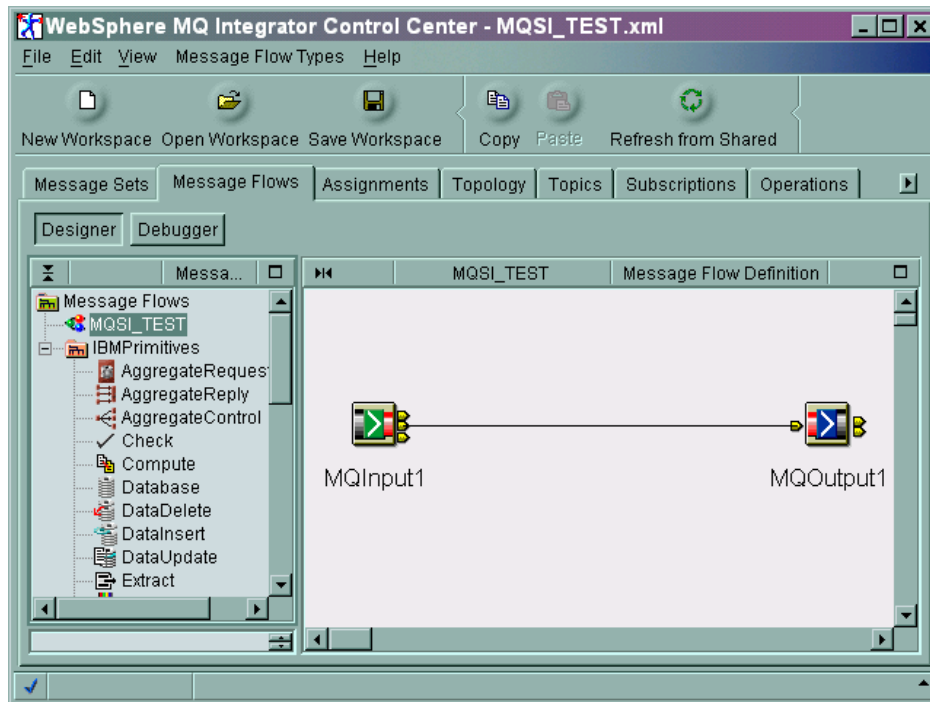 WebSphere MQ Integrator Control Center - MQSI_TEST.xml
File Edit View Message Flow Types Help
New Workspace Open Workspace Save Workspace Copy Paste Refresh from Shared
Message Sets Message Flows Assignments Topology Topics Subscriptions Operations
Designer Debugger
Messa... MQSI_TEST Message Flow Definition
Message Flows
MQSI_TEST
IBMPrimitives
AggregateReques
AggregateReply
AggregateControl
Check
Compute
Database
DataDelete
DataInsert
DataUpdate
Extract
MQInput1 MQOutput1